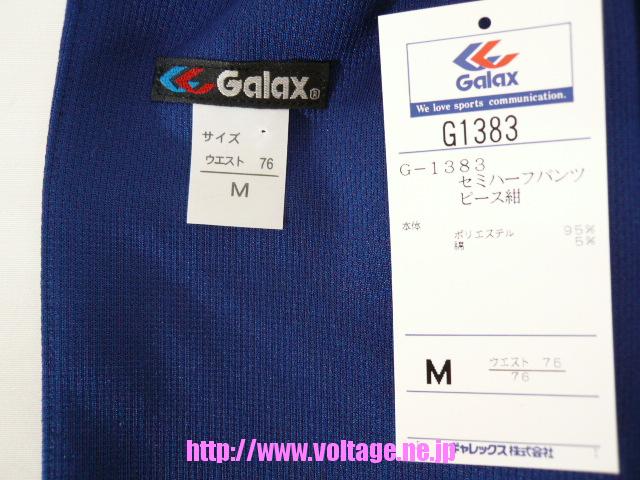 Galax®
サイズ
ウエスト 76
M
Galax
We love sports communication.
G1383
G-1383
セミハーフパンツ
ピース紺
本体 ポリエステル 95%
綿 5%
M ウエスト 76
76
ギャレックス株式会社
http://www.voltage.ne.jp